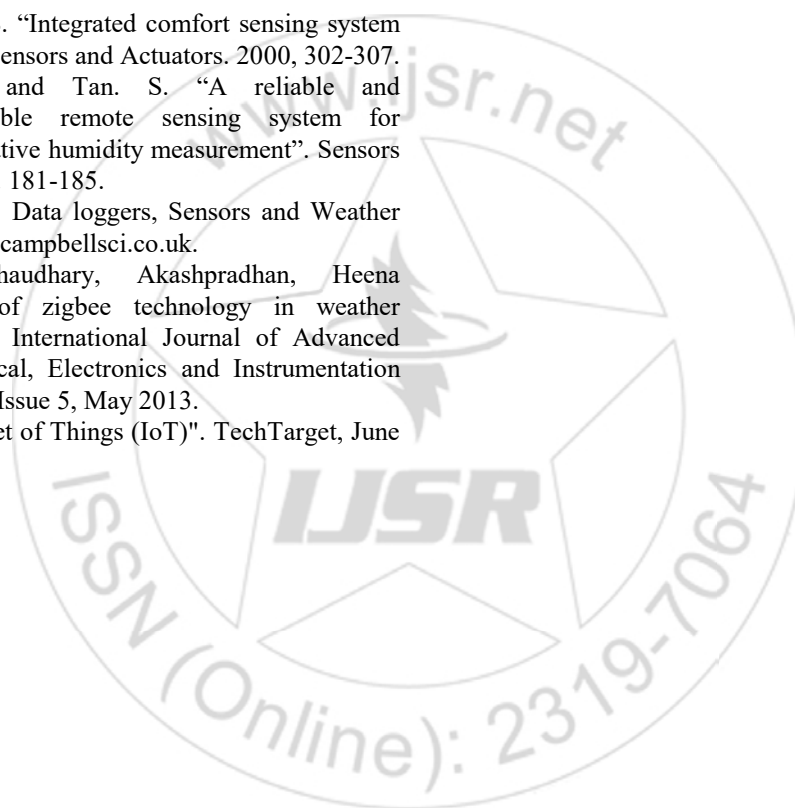 . “Integrated comfort sensing system
ensors and Actuators. 2000, 302-307.
and Tan. S. “A reliable and
ble remote sensing system for
tive humidity measurement”. Sensors
181-185.
Data loggers, Sensors and Weather
campbellsci.co.uk.
haudhary, Akashpradhan, Heena
of zigbee technology in weather
International Journal of Advanced
cal, Electronics and Instrumentation
Issue 5, May 2013.
et of Things (IoT)". TechTarget, June
www.ijsr.net
IJSR
ISSN (Online): 2319-7064